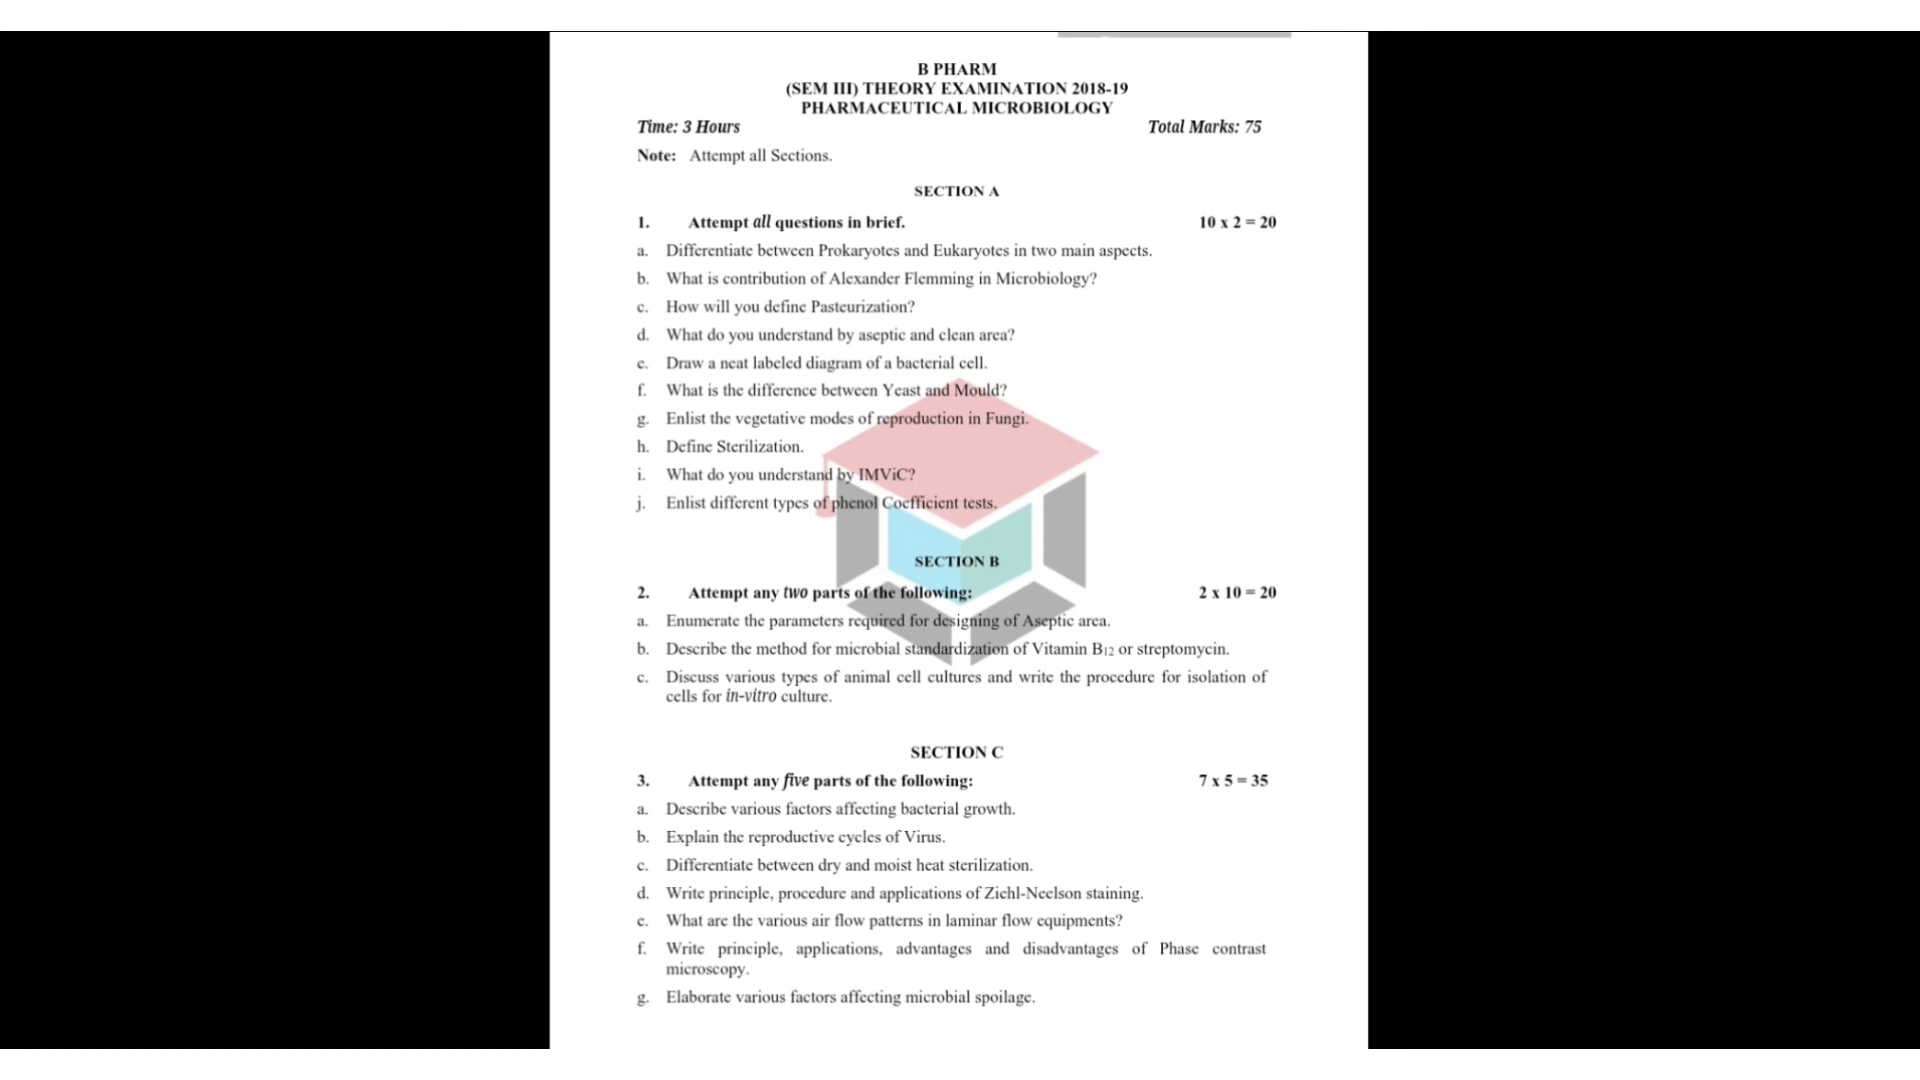 B PHARM
(SEM III) THEORY EXAMINATION 2018-19
PHARMACEUTICAL MICROBIOLOGY
Time: 3 Hours Total Marks: 75
Note: Attempt all Sections.
SECTION A
1. Attempt all questions in brief. 10 x 2 = 20
a. Differentiate between Prokaryotes and Eukaryotes in two main aspects.
b. What is contribution of Alexander Flemming in Microbiology?
c. How will you define Pasteurization?
d. What do you understand by aseptic and clean area?
e. Draw a neat labeled diagram of a bacterial cell.
f. What is the difference between Yeast and Mould?
g. Enlist the vegetative modes of reproduction in Fungi.
h. Define Sterilization.
i. What do you understand by IMViC?
j. Enlist different types of phenol Coefficient tests.
SECTION B
2. Attempt any two parts of the following: 2 x 10 = 20
a. Enumerate the parameters required for designing of Aseptic area.
b. Describe the method for microbial standardization of Vitamin B12 or streptomycin.
c. Discuss various types of animal cell cultures and write the procedure for isolation of
cells for in-vitro culture.
SECTION C
3. Attempt any five parts of the following: 7 x 5 = 35
a. Describe various factors affecting bacterial growth.
b. Explain the reproductive cycles of Virus.
c. Differentiate between dry and moist heat sterilization.
d. Write principle, procedure and applications of Ziehl-Neelson staining.
e. What are the various air flow patterns in laminar flow equipments?
f. Write principle, applications, advantages and disadvantages of Phase contrast
microscopy.
g. Elaborate various factors affecting microbial spoilage.